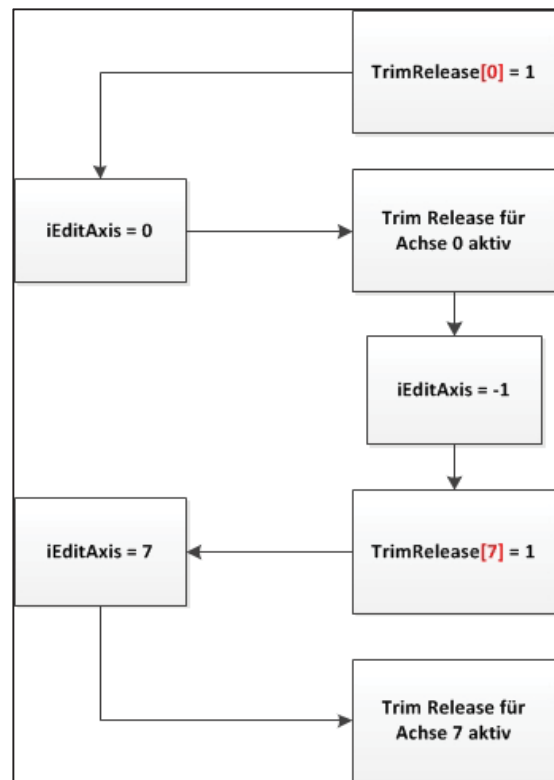 TrimRelease[0] = 1
iEditAxis = 0
Trim Release für
Achse 0 aktiv
iEditAxis = -1
TrimRelease[7] = 1
iEditAxis = 7
Trim Release für
Achse 7 aktiv